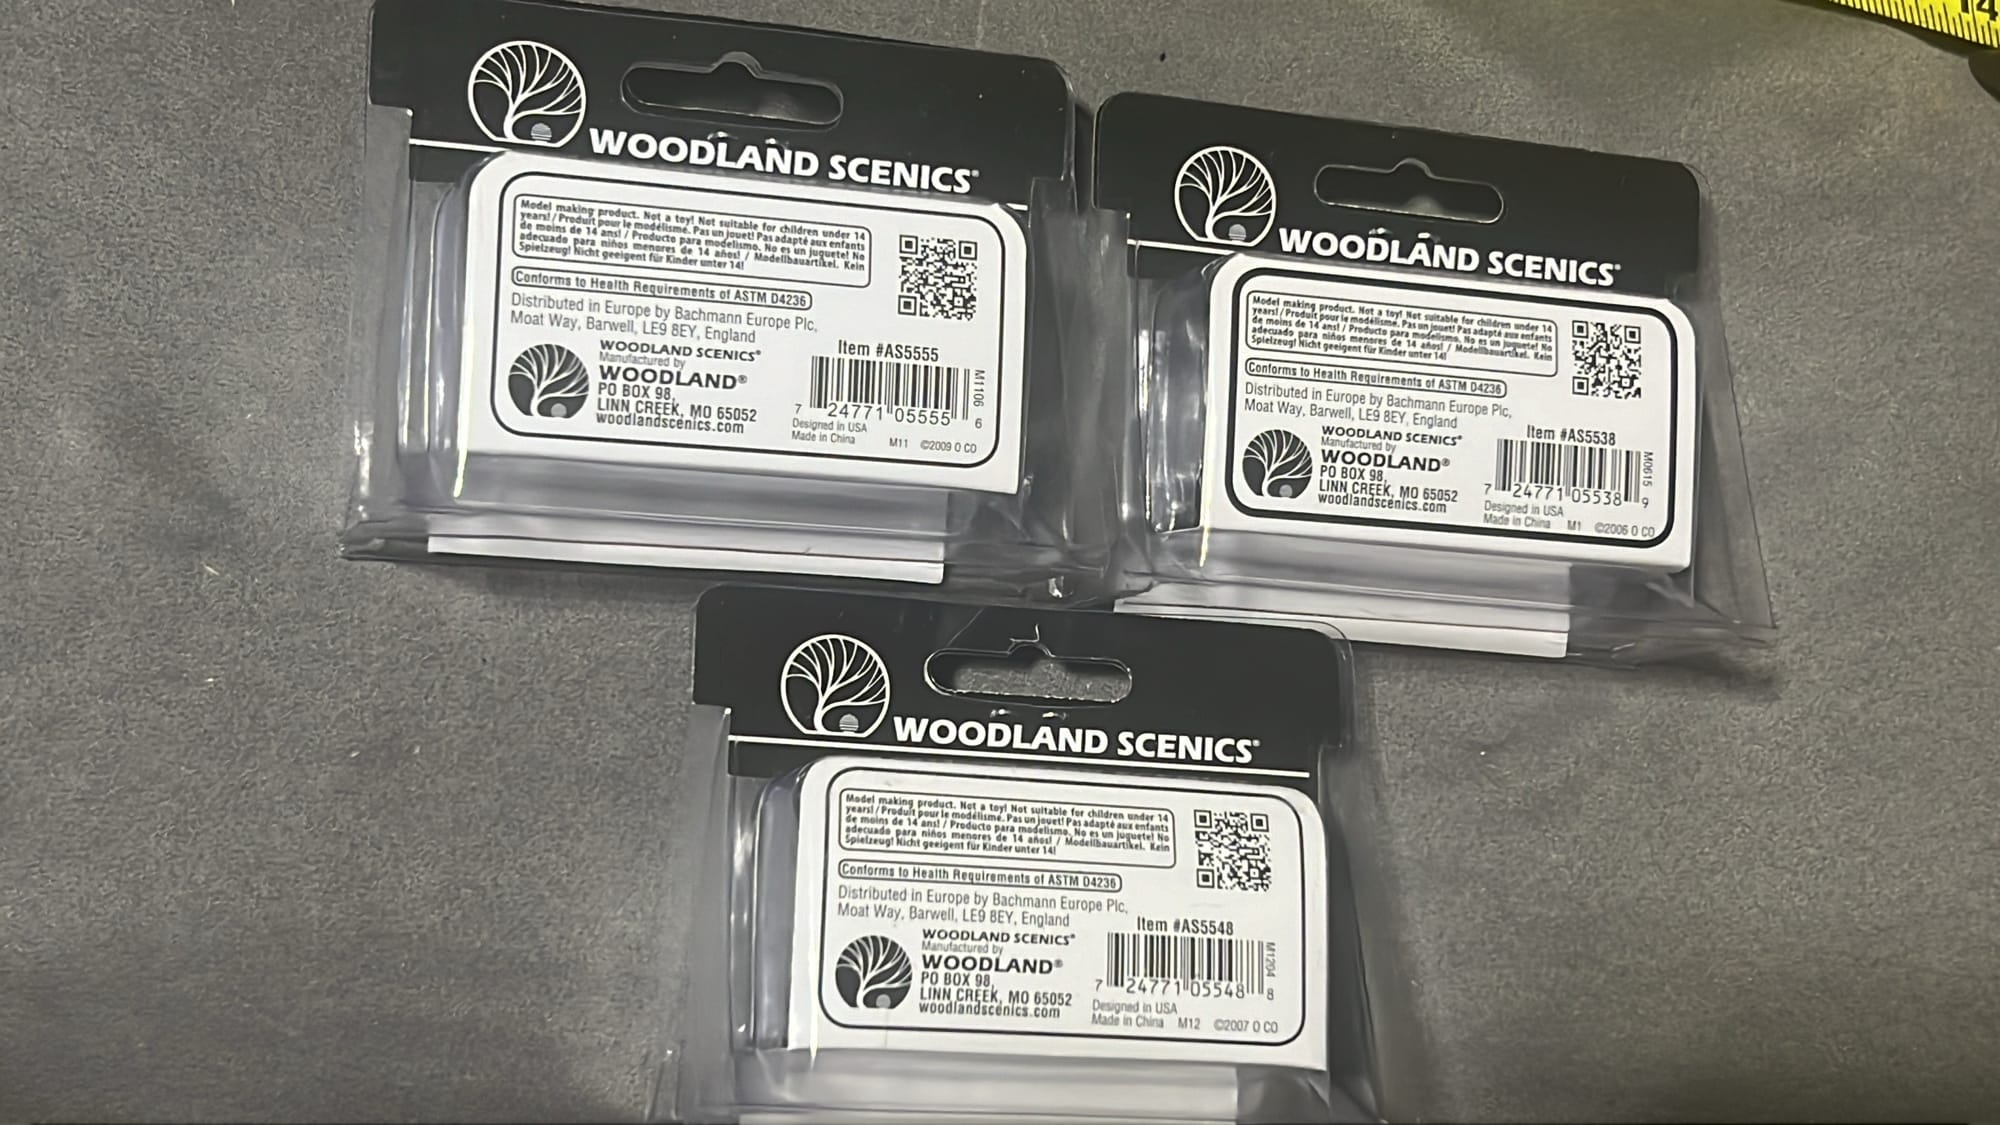 14
WOODLAND SCENICS®
Model making product. Not a toy! Not suitable for children under 14
years! / Produit pour le modélisme. Pas un jouet! Pas adapté aux enfants
de moins de 14 ans! / Producto para modelismo. No es un juguete! No
adecuado para niños menores de 14 años! / Modellbauartikel. Kein
Spielzeug! Nicht geeigent für Kinder unter 14!
Conforms to Health Requirements of ASTM D4236
Distributed in Europe by Bachmann Europe Plc,
Moat Way, Barwell, LE9 8EY, England
WOODLAND SCENICS®
Manufactured by
WOODLAND®
PO BOX 98,
LINN CREEK, MO 65052
woodlandscenics.com
Item #AS5555
M1106
7 24771 05555 6
Designed in USA
Made in China M11 ©2009 O CO
WOODLAND SCENICS®
Model making product. Not a toy! Not suitable for children under 14
years! / Produit pour le modélisme. Pas un jouet! Pas adapté aux enfants
de moins de 14 ans! / Producto para modelismo. No es un juguete! No
adecuado para niños menores de 14 años! / Modellbauartikel. Kein
Spielzeug! Nicht geeigent für Kinder unter 14!
Conforms to Health Requirements of ASTM D4236
Distributed in Europe by Bachmann Europe Plc,
Moat Way, Barwell, LE9 8EY, England
WOODLAND SCENICS®
Manufactured by
WOODLAND®
PO BOX 98,
LINN CREEK, MO 65052
woodlandscenics.com
Item #AS5538
M0615
7 24771 05538 9
Designed in USA
Made in China M1 ©2006 O CO
WOODLAND SCENICS®
Model making product. Not a toy! Not suitable for children under 14
years! / Produit pour le modélisme. Pas un jouet! Pas adapté aux enfants
de moins de 14 ans! / Producto para modelismo. No es un juguete! No
adecuado para niños menores de 14 años! / Modellbauartikel. Kein
Spielzeug! Nicht geeigent für Kinder unter 14!
Conforms to Health Requirements of ASTM D4236
Distributed in Europe by Bachmann Europe Plc,
Moat Way, Barwell, LE9 8EY, England
WOODLAND SCENICS®
Manufactured by
WOODLAND®
PO BOX 98,
LINN CREEK, MO 65052
woodlandscenics.com
Item #AS5548
M1204
7 24771 05548 8
Designed in USA
Made in China M12 ©2007 O CO